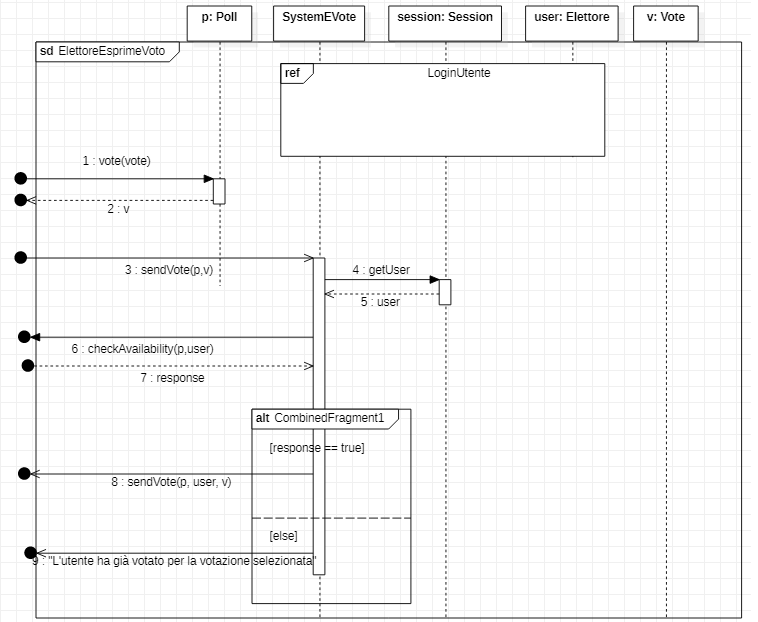 p: Poll
SystemEVote
session: Session
user: Elettore
v: Vote
sd ElettoreEsprimeVoto
ref
LoginUtente
1 : vote(vote)
2 : v
3 : sendVote(p,v)
4 : getUser
5 : user
6 : checkAvailability(p,user)
7 : response
alt CombinedFragment1
[response == true]
8 : sendVote(p, user, v)
[else]
9 : "L'utente ha già votato per la votazione selezionata"